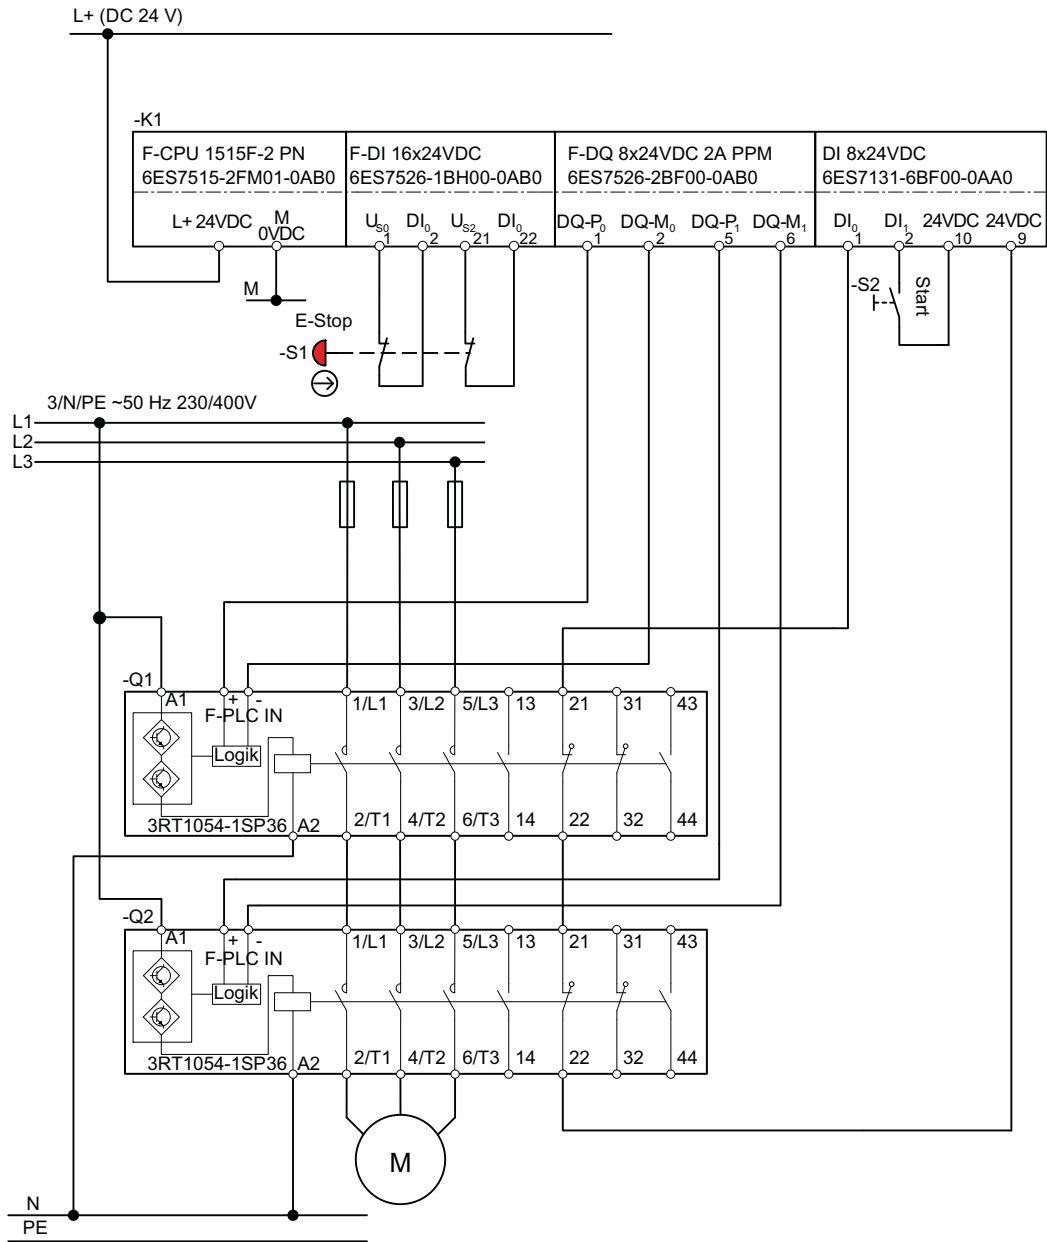 L+ (DC 24 V)
-K1
F-CPU 1515F-2 PN
6ES7515-2FM01-0AB0
F-DI 16x24VDC
6ES7526-1BH00-0AB0
F-DQ 8x24VDC 2A PPM
6ES7526-2BF00-0AB0
DI 8x24VDC
6ES7131-6BF00-0AA0
L+ 24VDC
M
0VDC
US0 DI0 US2 DI0
DQ-P0 DQ-M0 DQ-P1 DQ-M1
DI0 DI1 24VDC 24VDC
1 2 21 22 1 2 5 6 1 2 10 9
M
-S2
Start
E-Stop
-S1
3/N/PE ~50 Hz 230/400V
L1
L2
L3
-Q1
A1 + - 1/L1 3/L2 5/L3 13 21 31 43
F-PLC IN
Logik
3RT1054-1SP36 A2 2/T1 4/T2 6/T3 14 22 32 44
-Q2
A1 + - 1/L1 3/L2 5/L3 13 21 31 43
F-PLC IN
Logik
3RT1054-1SP36 A2 2/T1 4/T2 6/T3 14 22 32 44
M
N
PE